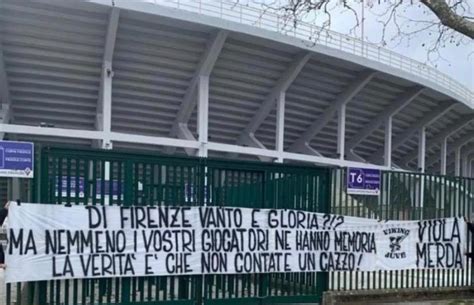 T6
DI FIRENZE VANTO E GLORIA?!?
MA NEMMENO I VOSTRI GIOCATORI NE HANNO MEMORIA
LA VERITA' E' CHE NON CONTATE UN CAZZO!
VIKING
JUVE
VIOLA
MERDA